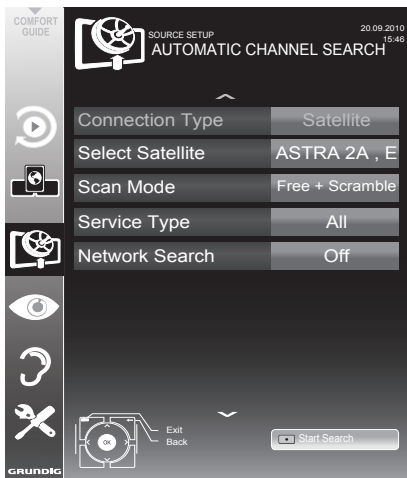 COMFORT
GUIDE
SOURCE SETUP
20.09.2010
AUTOMATIC CHANNEL SEARCH
15:46
Connection Type
Satellite
Select Satellite
ASTRA 2A , E
Scan Mode
Free + Scramble
Service Type
All
Network Search
Off
Exit
Back
OK
Start Search
GRUNDIG